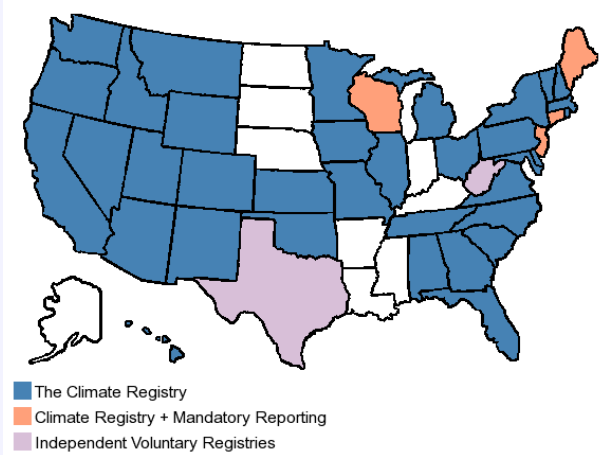 The Climate Registry
Climate Registry + Mandatory Reporting
Independent Voluntary Registries